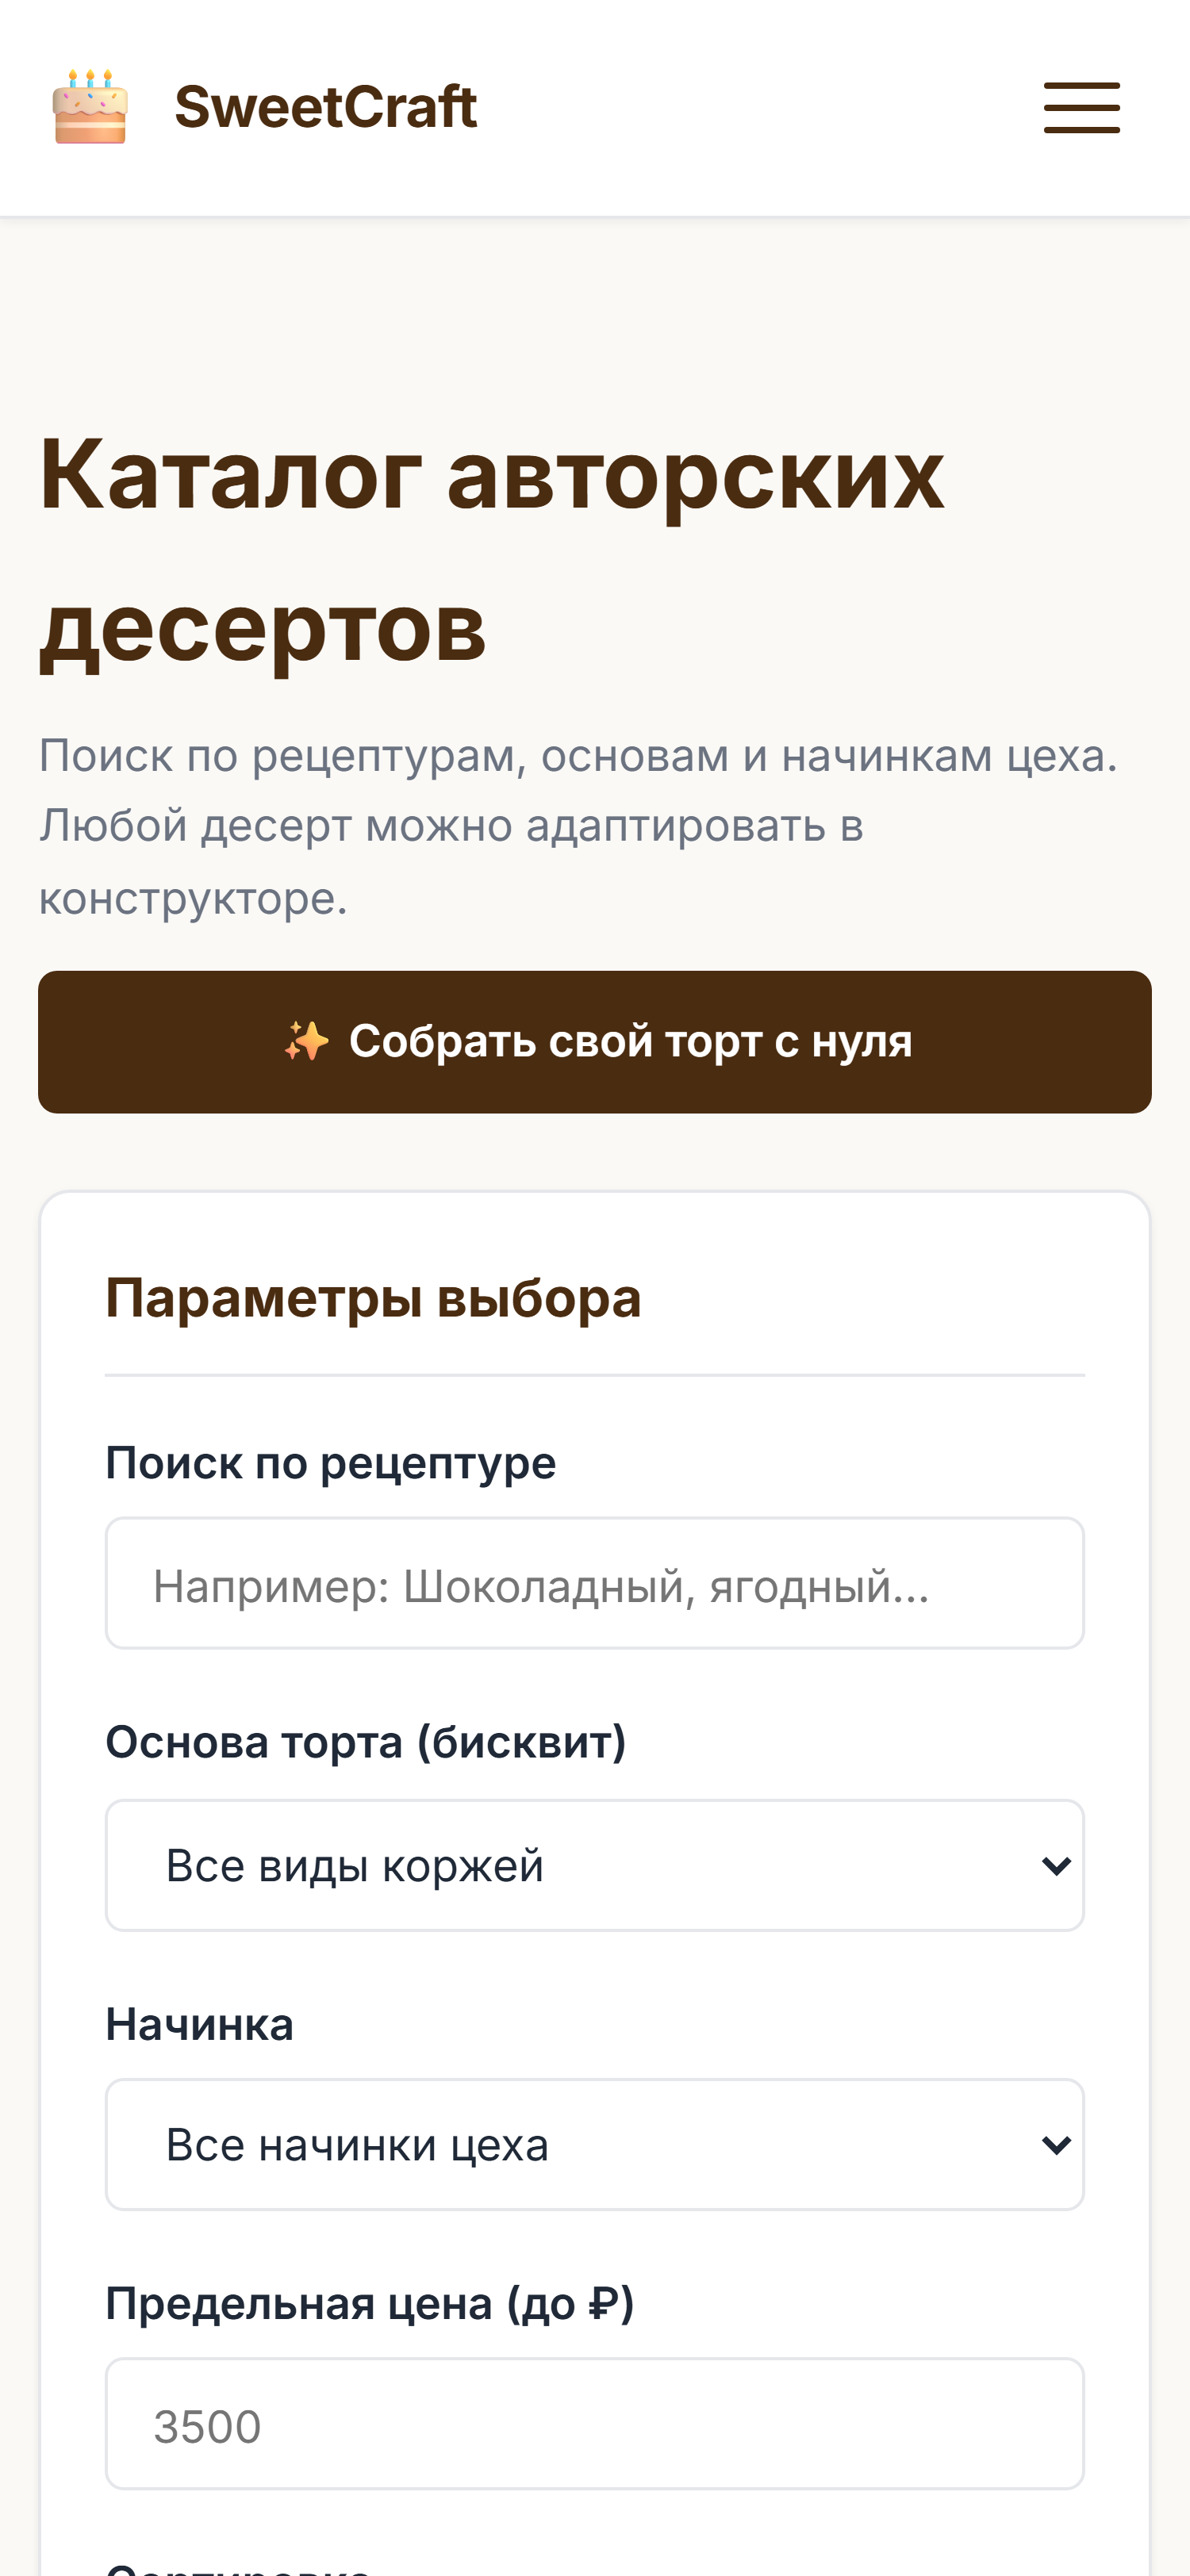 SweetCraft
Каталог авторских
десертов
Поиск по рецептурам, основам и начинкам цеха.
Любой десерт можно адаптировать в
конструкторе.
✨ Собрать свой торт с нуля
Параметры выбора
Поиск по рецептуре
Например: Шоколадный, ягодный...
Основа торта (бисквит)
Все виды коржей
Начинка
Все начинки цеха
Предельная цена (до ₽)
3500